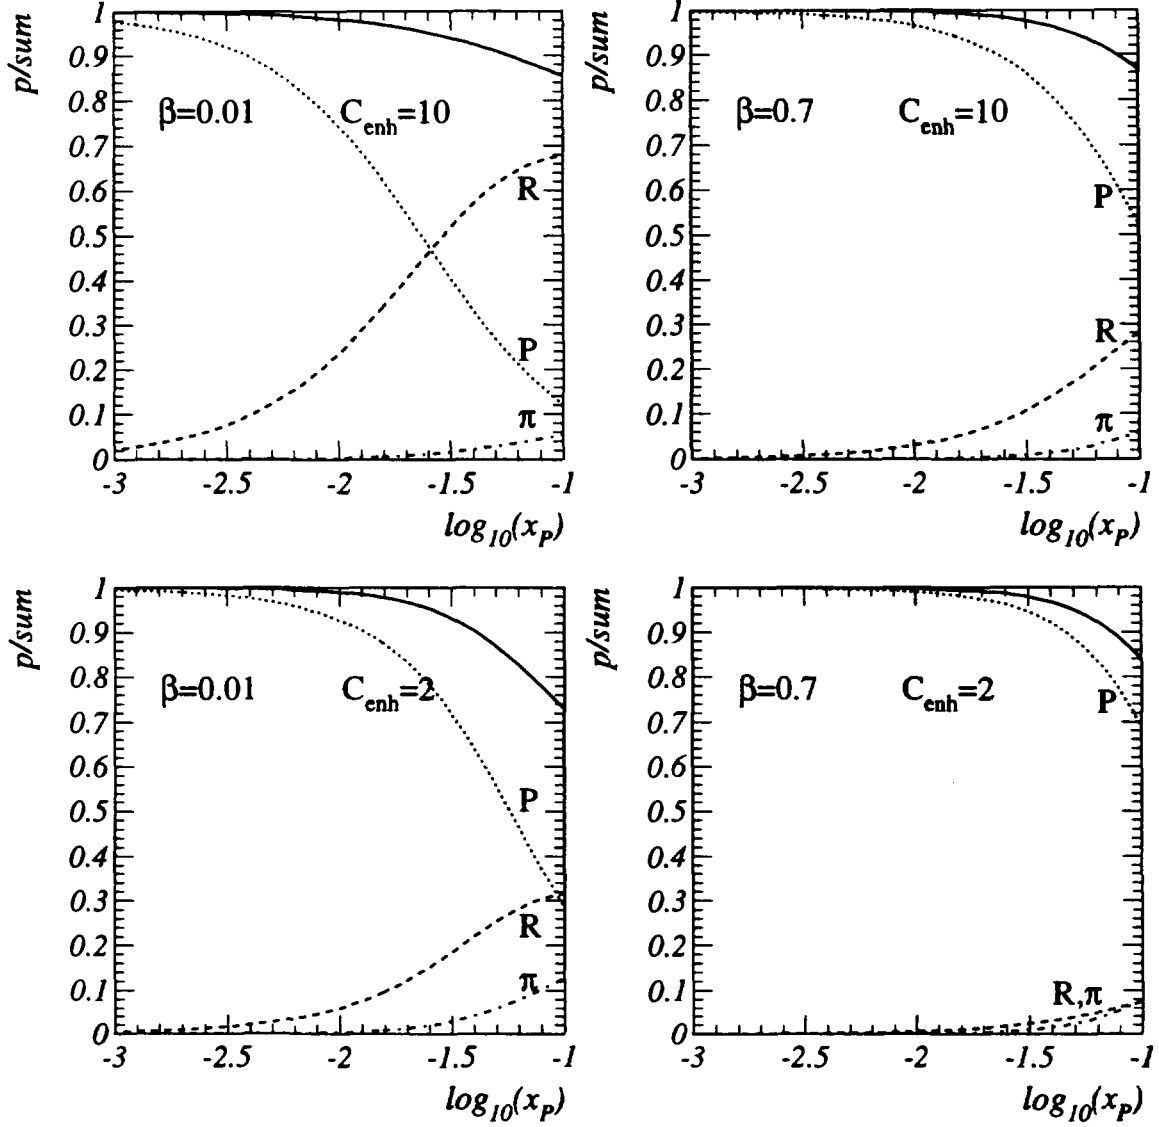 p/sum
1
0.9
0.8
0.7
0.6
0.5
0.4
0.3
0.2
0.1
0
β=0.01 C_enh=10
R
P
π
-3 -2.5 -2 -1.5 -1
log_10(x_P)
p/sum
1
0.9
0.8
0.7
0.6
0.5
0.4
0.3
0.2
0.1
0
β=0.7 C_enh=10
P
R
π
-3 -2.5 -2 -1.5 -1
log_10(x_P)
p/sum
1
0.9
0.8
0.7
0.6
0.5
0.4
0.3
0.2
0.1
0
β=0.01 C_enh=2
P
R
π
-3 -2.5 -2 -1.5 -1
log_10(x_P)
p/sum
1
0.9
0.8
0.7
0.6
0.5
0.4
0.3
0.2
0.1
0
β=0.7 C_enh=2
P
R,π
-3 -2.5 -2 -1.5 -1
log_10(x_P)